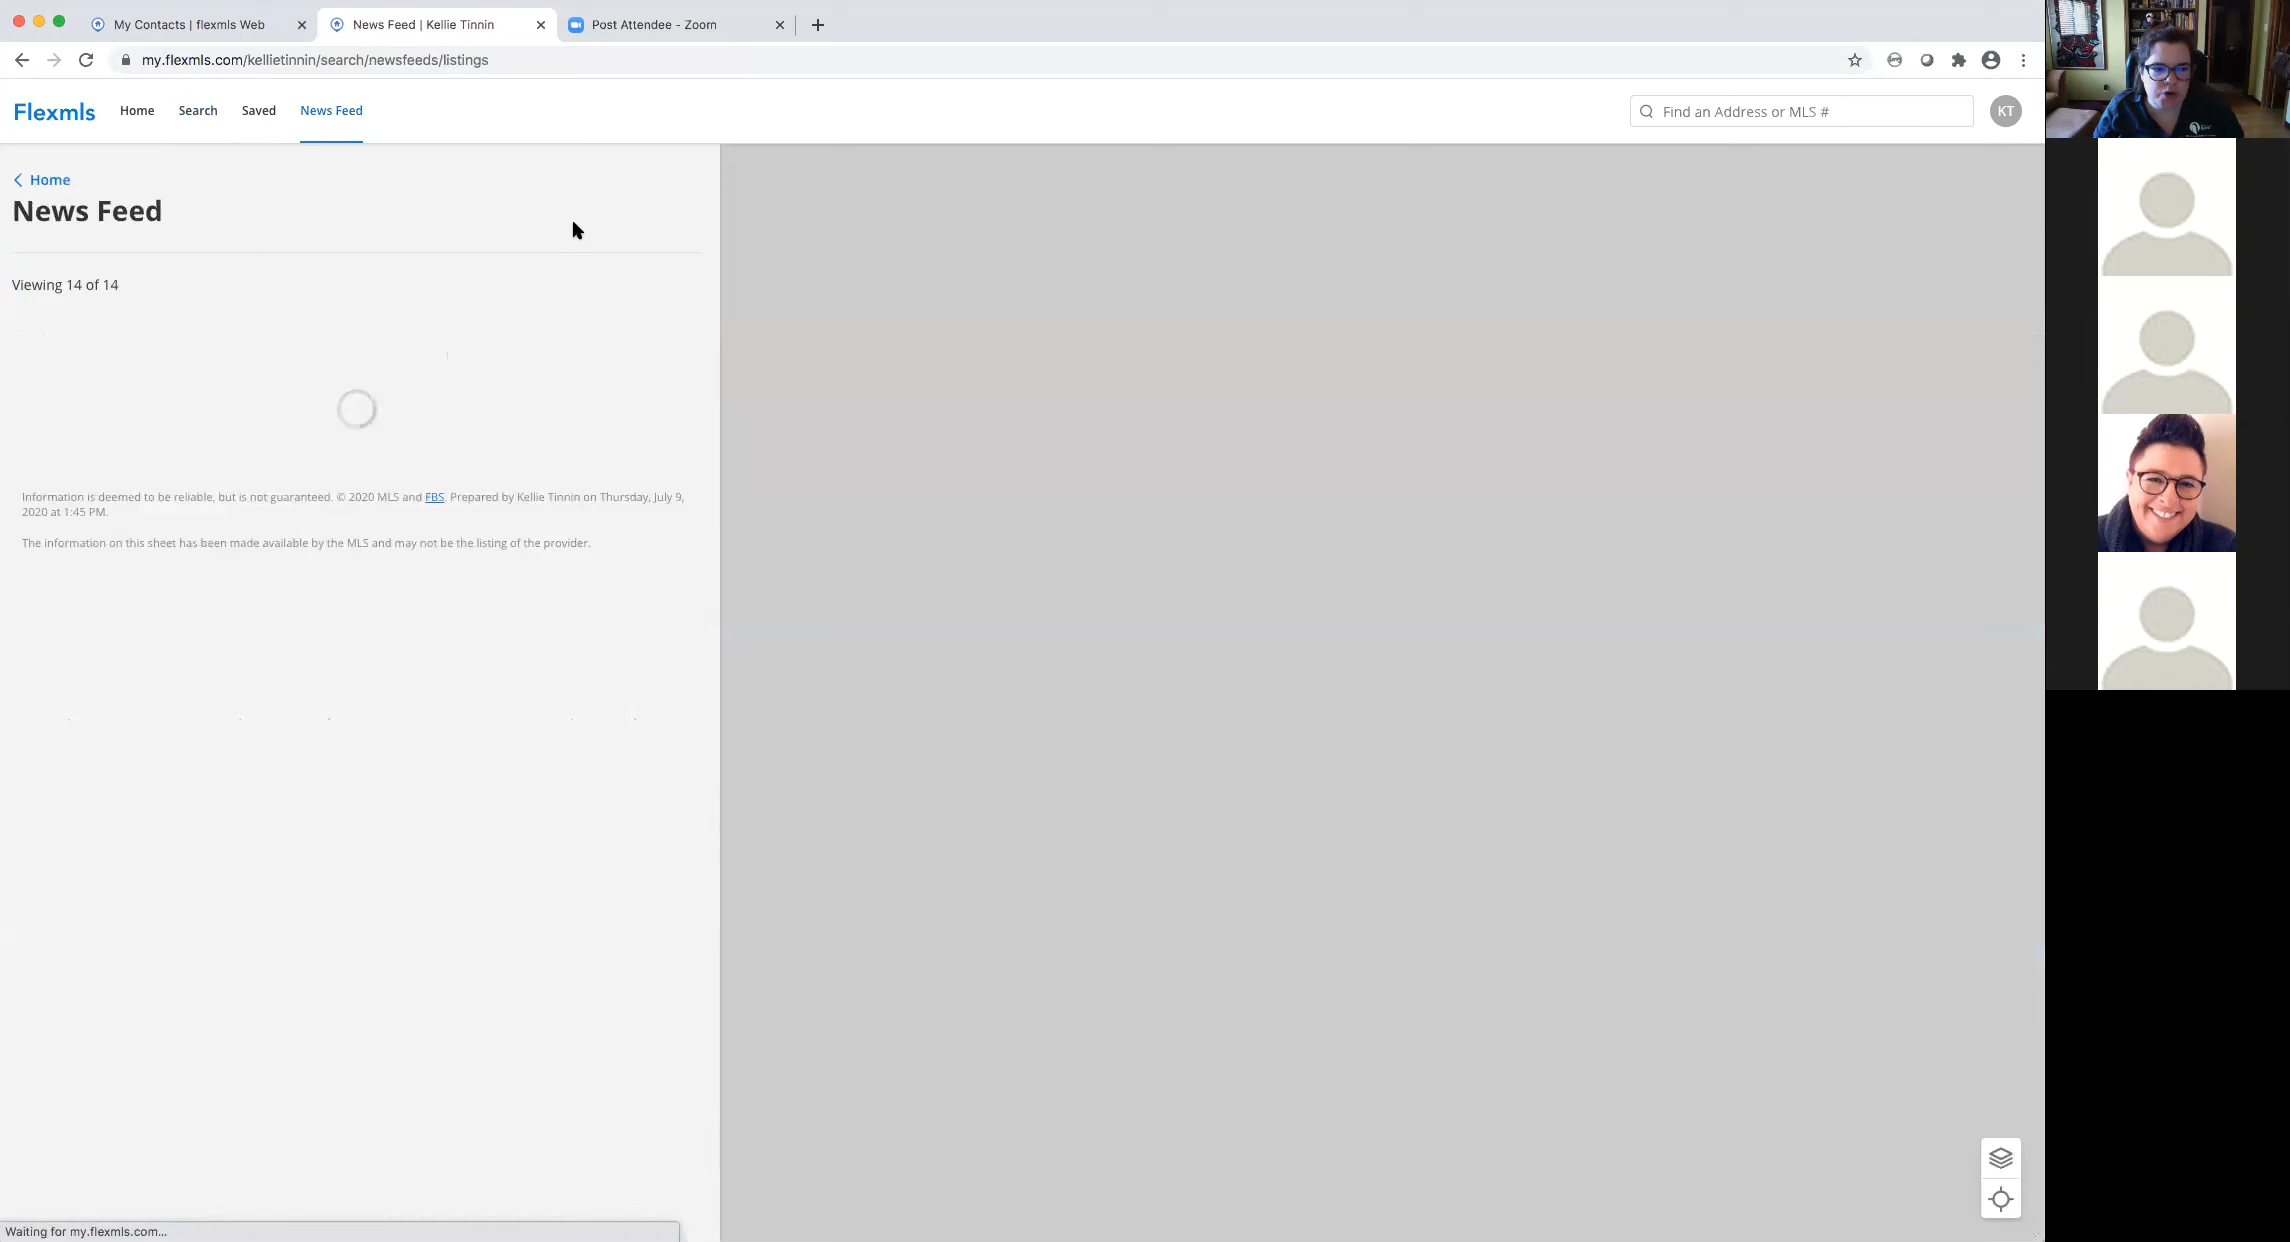 My Contacts | flexmls Web
News Feed | Kellie Tinnin
Post Attendee - Zoom
my.flexmls.com/kellietinnin/search/newsfeeds/listings
Flexmls
Home
Search
Saved
News Feed
Find an Address or MLS #
KT
Home
News Feed
Viewing 14 of 14
Information is deemed to be reliable, but is not guaranteed. © 2020 MLS and FBS. Prepared by Kellie Tinnin on Thursday, July 9,
2020 at 1:45 PM.
The information on this sheet has been made available by the MLS and may not be the listing of the provider.
Waiting for my.flexmls.com...